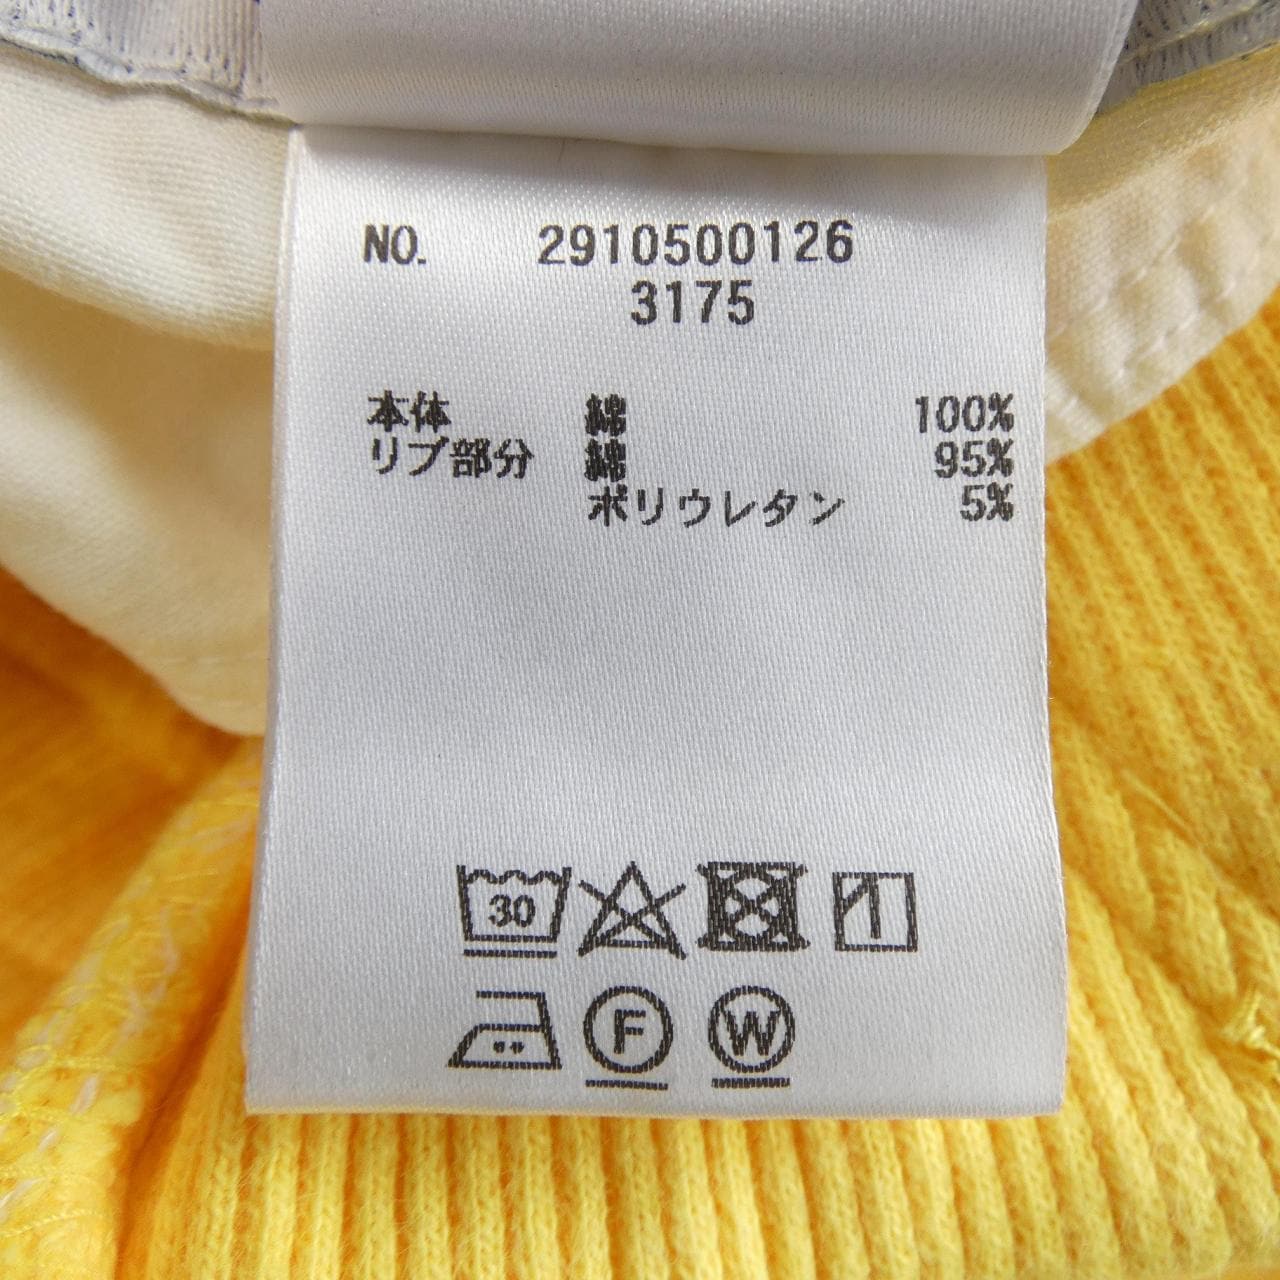 NO. 2910500126
3175
本体 綿 100%
リブ部分 綿 95%
ポリウレタン 5%
30
F W